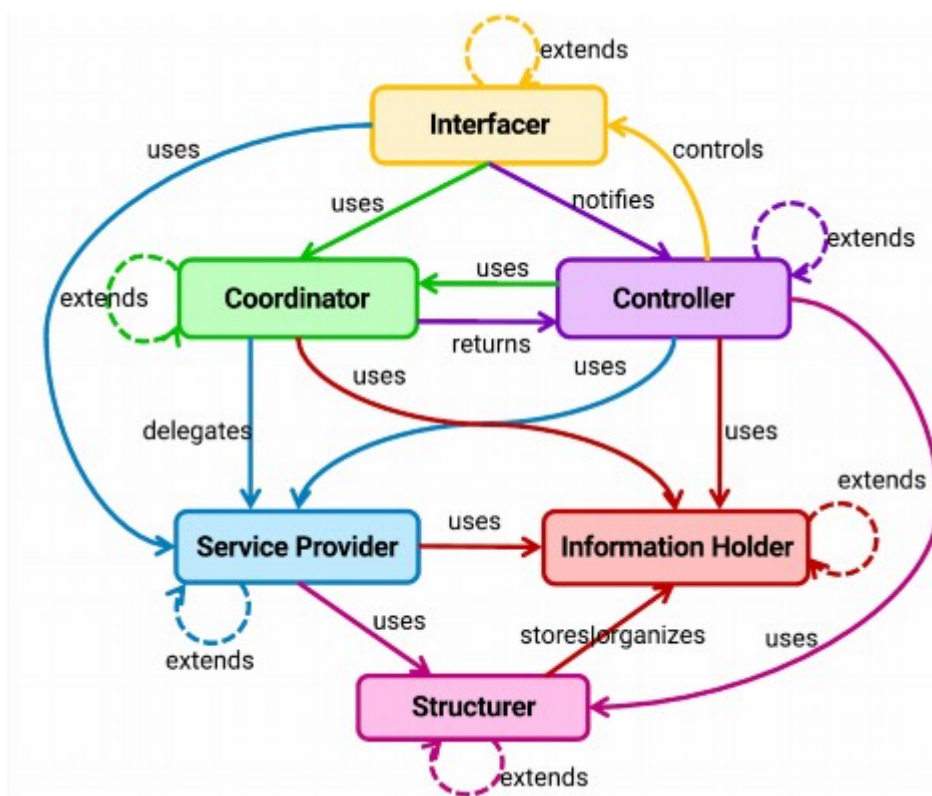 extends
Interfacer
uses
controls
uses
notifies
extends
uses
extends
Coordinator
Controller
returns
uses
uses
delegates
uses
extends
uses
Service Provider
Information Holder
uses
stores|organizes
uses
extends
Structurer
extends